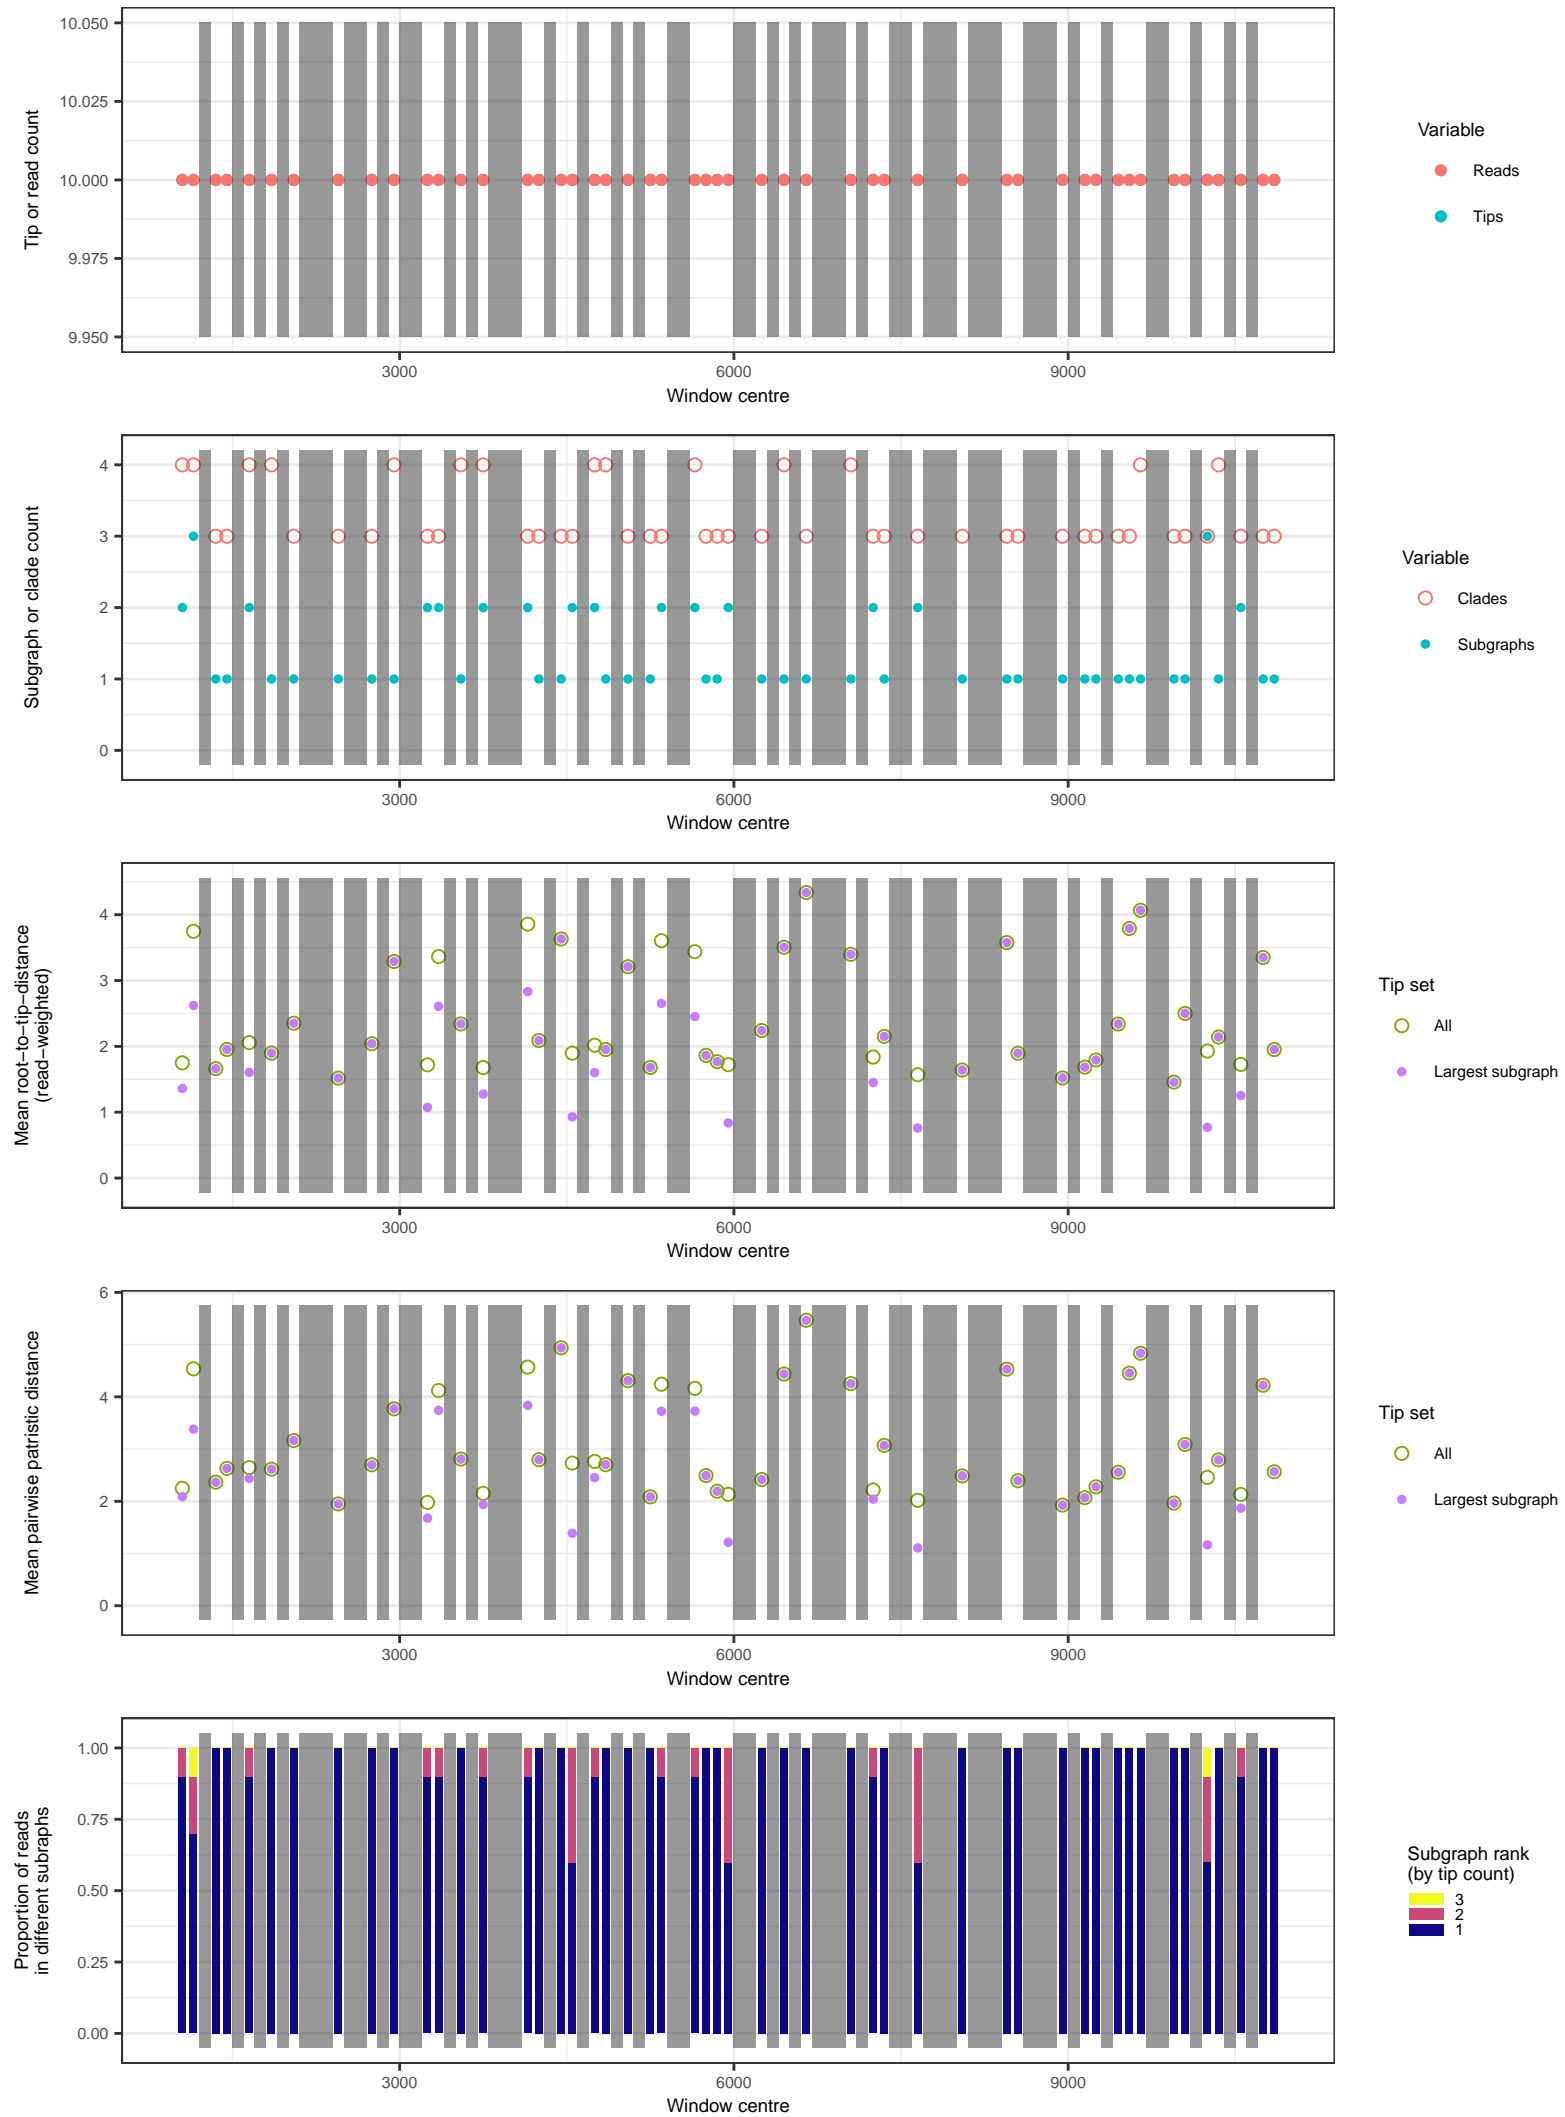 10.050
10.025
10.000
9.975
9.950
Tip or read count
3000 6000 9000
Window centre
Variable
Reads
Tips
4
3
2
1
0
Subgraph or clade count
3000 6000 9000
Window centre
Variable
Clades
Subgraphs
4
3
2
1
0
Mean root−to−tip−distance
(read−weighted)
3000 6000 9000
Window centre
Tip set
All
Largest subgraph
6
4
2
0
Mean pairwise patristic distance
3000 6000 9000
Window centre
Tip set
All
Largest subgraph
1.00
0.75
0.50
0.25
0.00
Proportion of reads
in different subraphs
3000 6000 9000
Window centre
Subgraph rank
(by tip count)
3
2
1